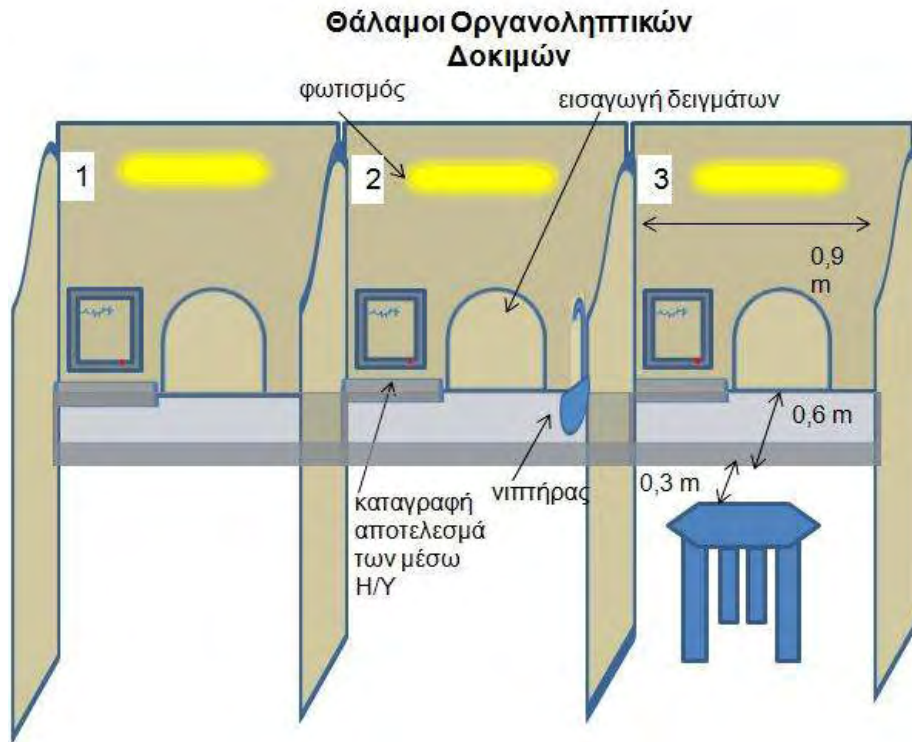 Θάλαμοι Οργανοληπτικών
Δοκιμών
φωτισμός
εισαγωγή δειγμάτων
1
2
3
0,9
m
0,6 m
0,3 m
νιπτήρας
καταγραφή
αποτελεσμά
των μέσω
Η/Υ